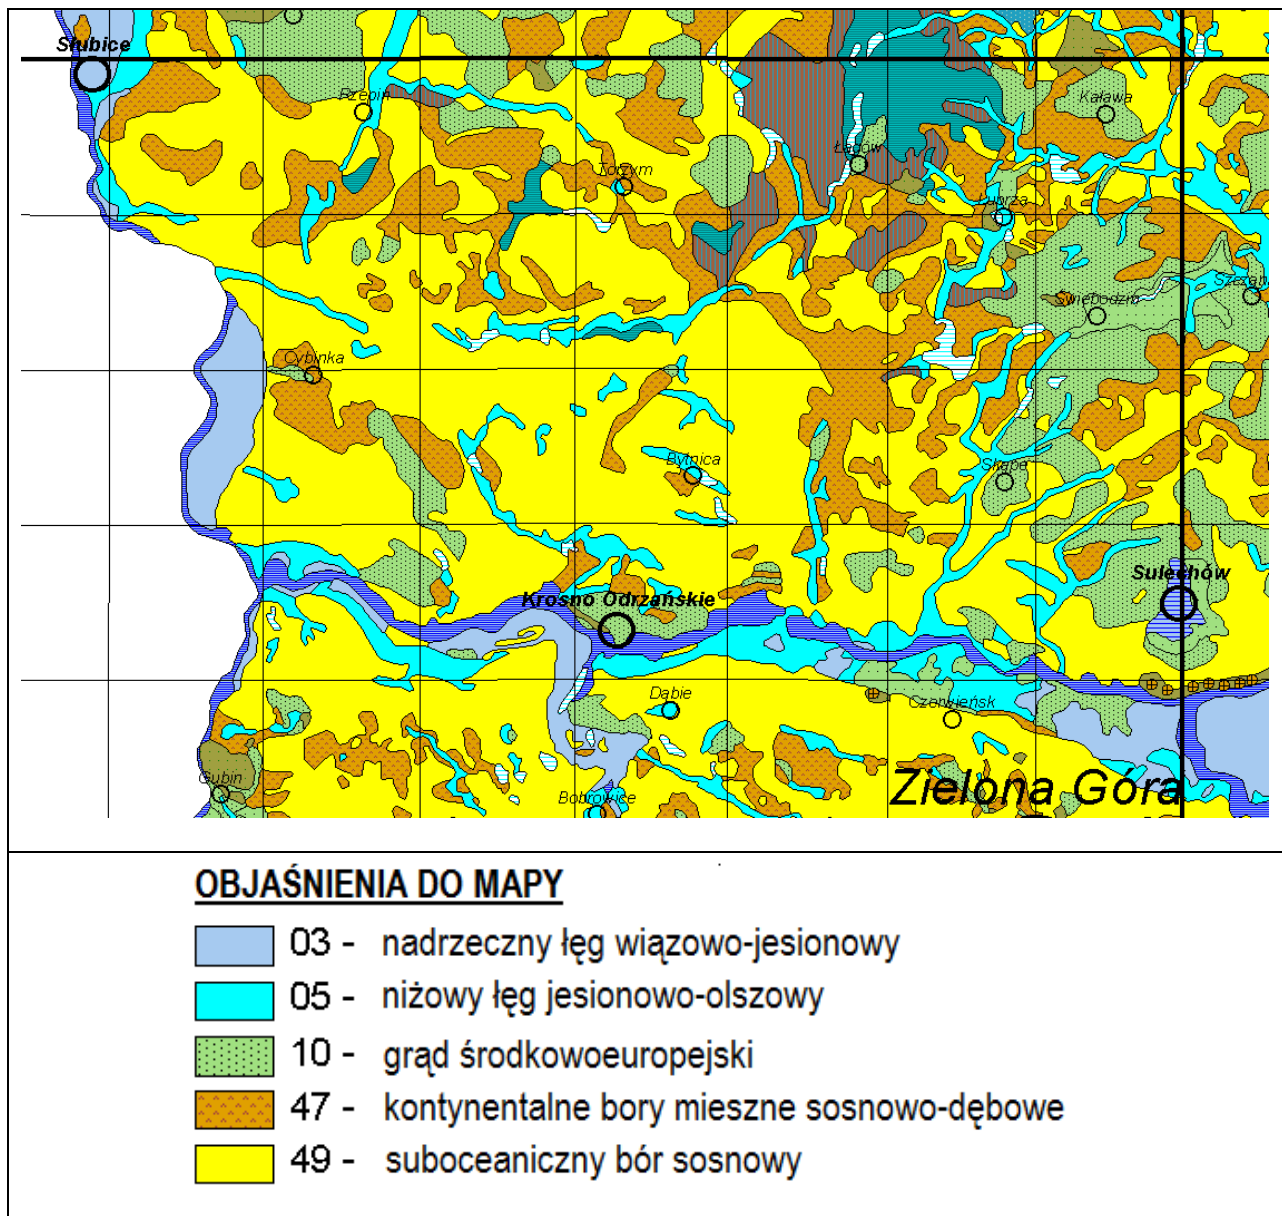 Słubice
Rzepin
Kaława
Łagów
Torzym
Lubrza
Świebodzin
Szczan
Cybinka
Bytnica
Skąpe
Sulechów
Krosno Odrzańskie
Dąbie
Czerwieńsk
Gubin
Bobrowice
Zielona Góra
OBJAŚNIENIA DO MAPY
03 - nadrzeczny łęg wiązowo-jesionowy
05 - niżowy łęg jesionowo-olszowy
10 - grąd środkowoeuropejski
47 - kontynentalne bory mieszne sosnowo-dębowe
49 - suboceaniczny bór sosnowy